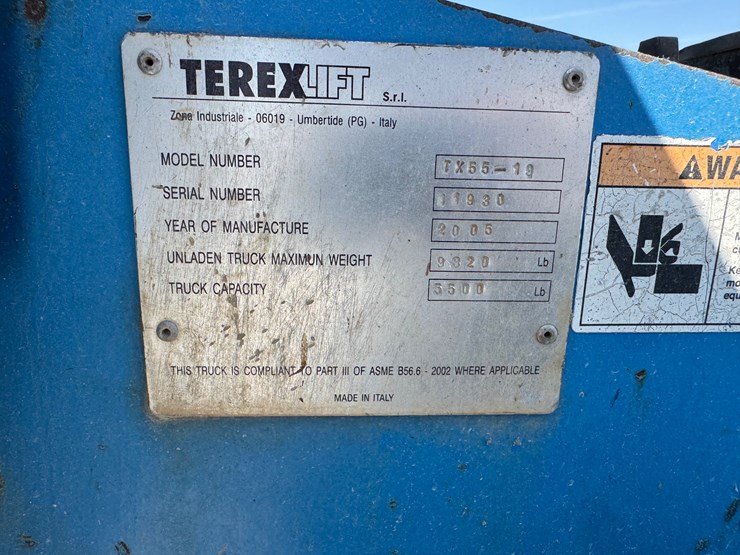 TEREXLIFT S.r.l.
Zona Industriale - 06019 - Umbertide (PG) - Italy
MODEL NUMBER TX55-19
SERIAL NUMBER 11930
YEAR OF MANUFACTURE 2005
UNLADEN TRUCK MAXIMUN WEIGHT 9920 Lb
TRUCK CAPACITY 5500 Lb
THIS TRUCK IS COMPLIANT TO PART III OF ASME B56.6 - 2002 WHERE APPLICABLE
MADE IN ITALY